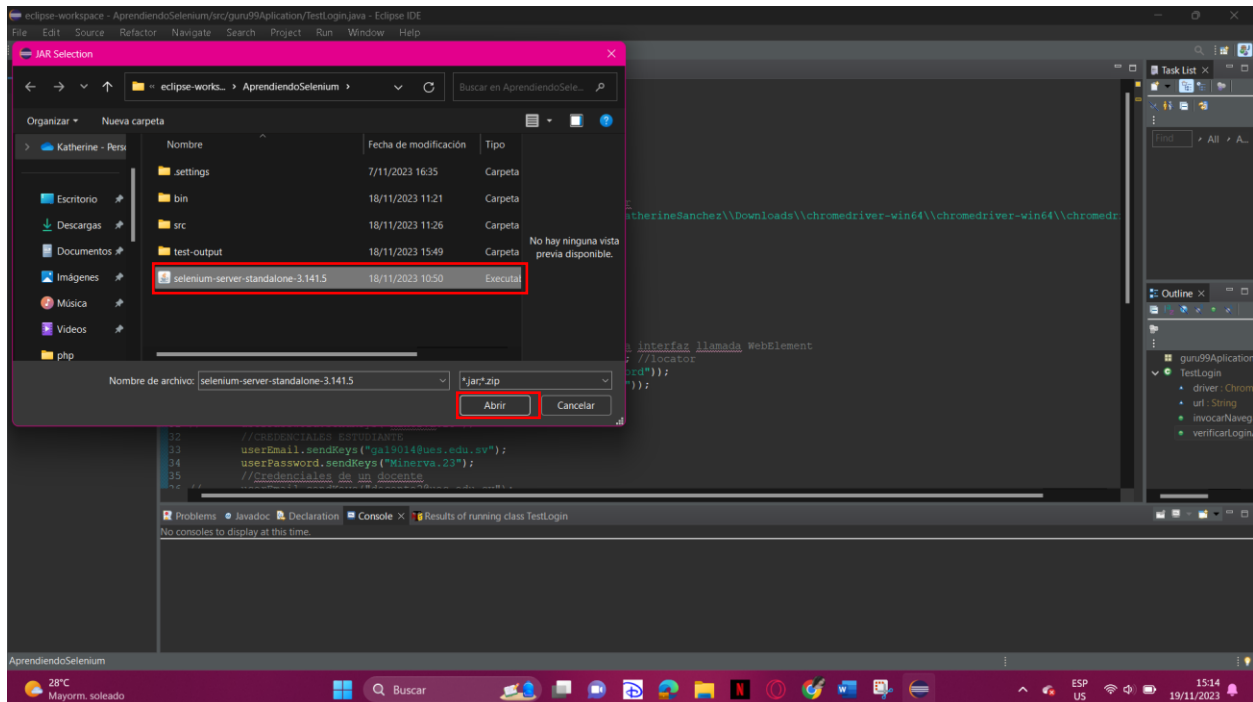 eclipse-workspace - AprendiendoSelenium/src/guru99Aplication/TestLogin.java - Eclipse IDE
File Edit Source Refactor Navigate Search Project Run Window Help
JAR Selection
eclipse-works... > AprendiendoSelenium >
Buscar en AprendiendoSele...
Organizar
Nueva carpeta
Katherine - Perso
Escritorio
Descargas
Documentos
Imágenes
Música
Videos
php
Nombre Fecha de modificación Tipo
.settings 7/11/2023 16:35 Carpeta
bin 18/11/2023 11:21 Carpeta
src 18/11/2023 11:26 Carpeta
test-output 18/11/2023 15:49 Carpeta
selenium-server-standalone-3.141.5 18/11/2023 10:50 Executal
No hay ninguna vista
previa disponible.
Nombre de archivo: selenium-server-standalone-3.141.5
*.jar;*.zip
Abrir
Cancelar
atherineSanchez\\Downloads\\chromedriver-win64\\chromedriver-win64\\chromedr
a interfaz llamada WebElement
; //locator
ord"));
"));
32 //CREDENCIALES ESTUDIANTE
33 userEmail.sendKeys("ga19014@ues.edu.sv");
34 userPassword.sendKeys("Minerva.23");
35 //Credenciales de un docente
Task List
Find All A...
Outline
guru99Aplication
TestLogin
driver : Chrom
url : String
invocarNaveg
verificarLogin
Problems Javadoc Declaration Console Results of running class TestLogin
No consoles to display at this time.
AprendiendoSelenium
28°C
Mayorm. soleado
Buscar
ESP
US
15:14
19/11/2023